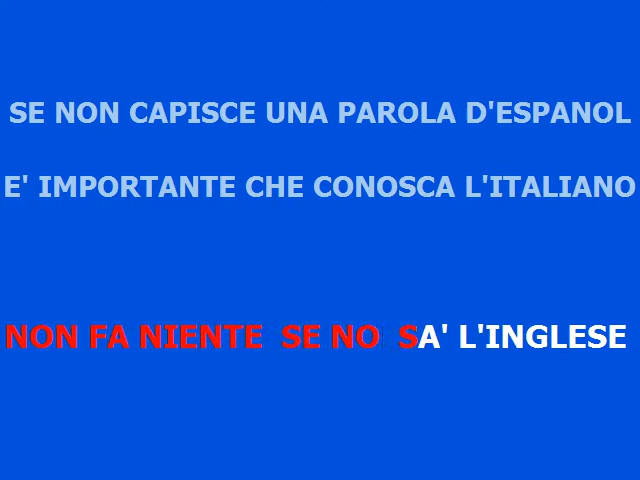 SE NON CAPISCE UNA PAROLA D'ESPANOL
E' IMPORTANTE CHE CONOSCA L'ITALIANO
NON FA NIENTE SE NO SA' L'INGLESE